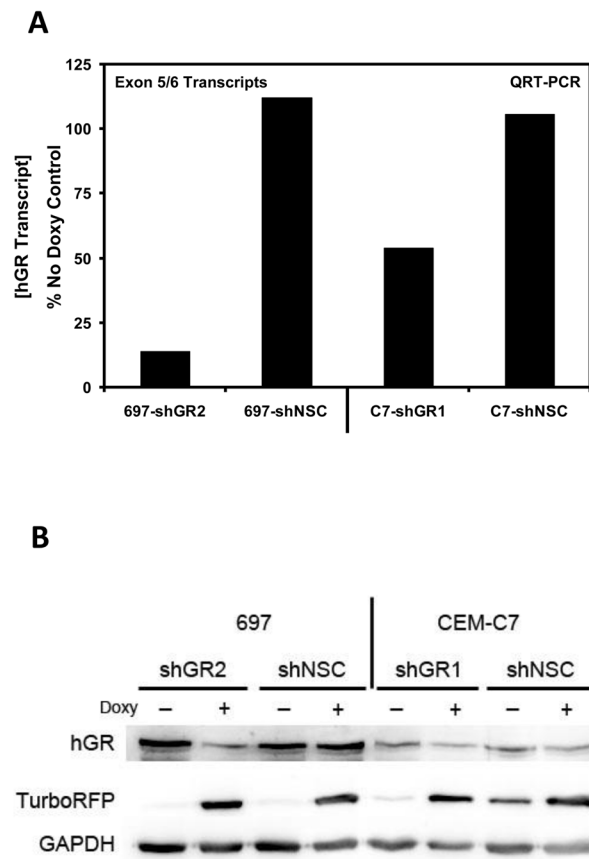 A
Exon 5/6 Transcripts QRT-PCR
[hGR Transcript]
% No Doxy Control
125
100
75
50
25
0
697-shGR2 697-shNSC C7-shGR1 C7-shNSC
B
697 CEM-C7
shGR2 shNSC shGR1 shNSC
Doxy − + − + − + − +
hGR
TurboRFP
GAPDH